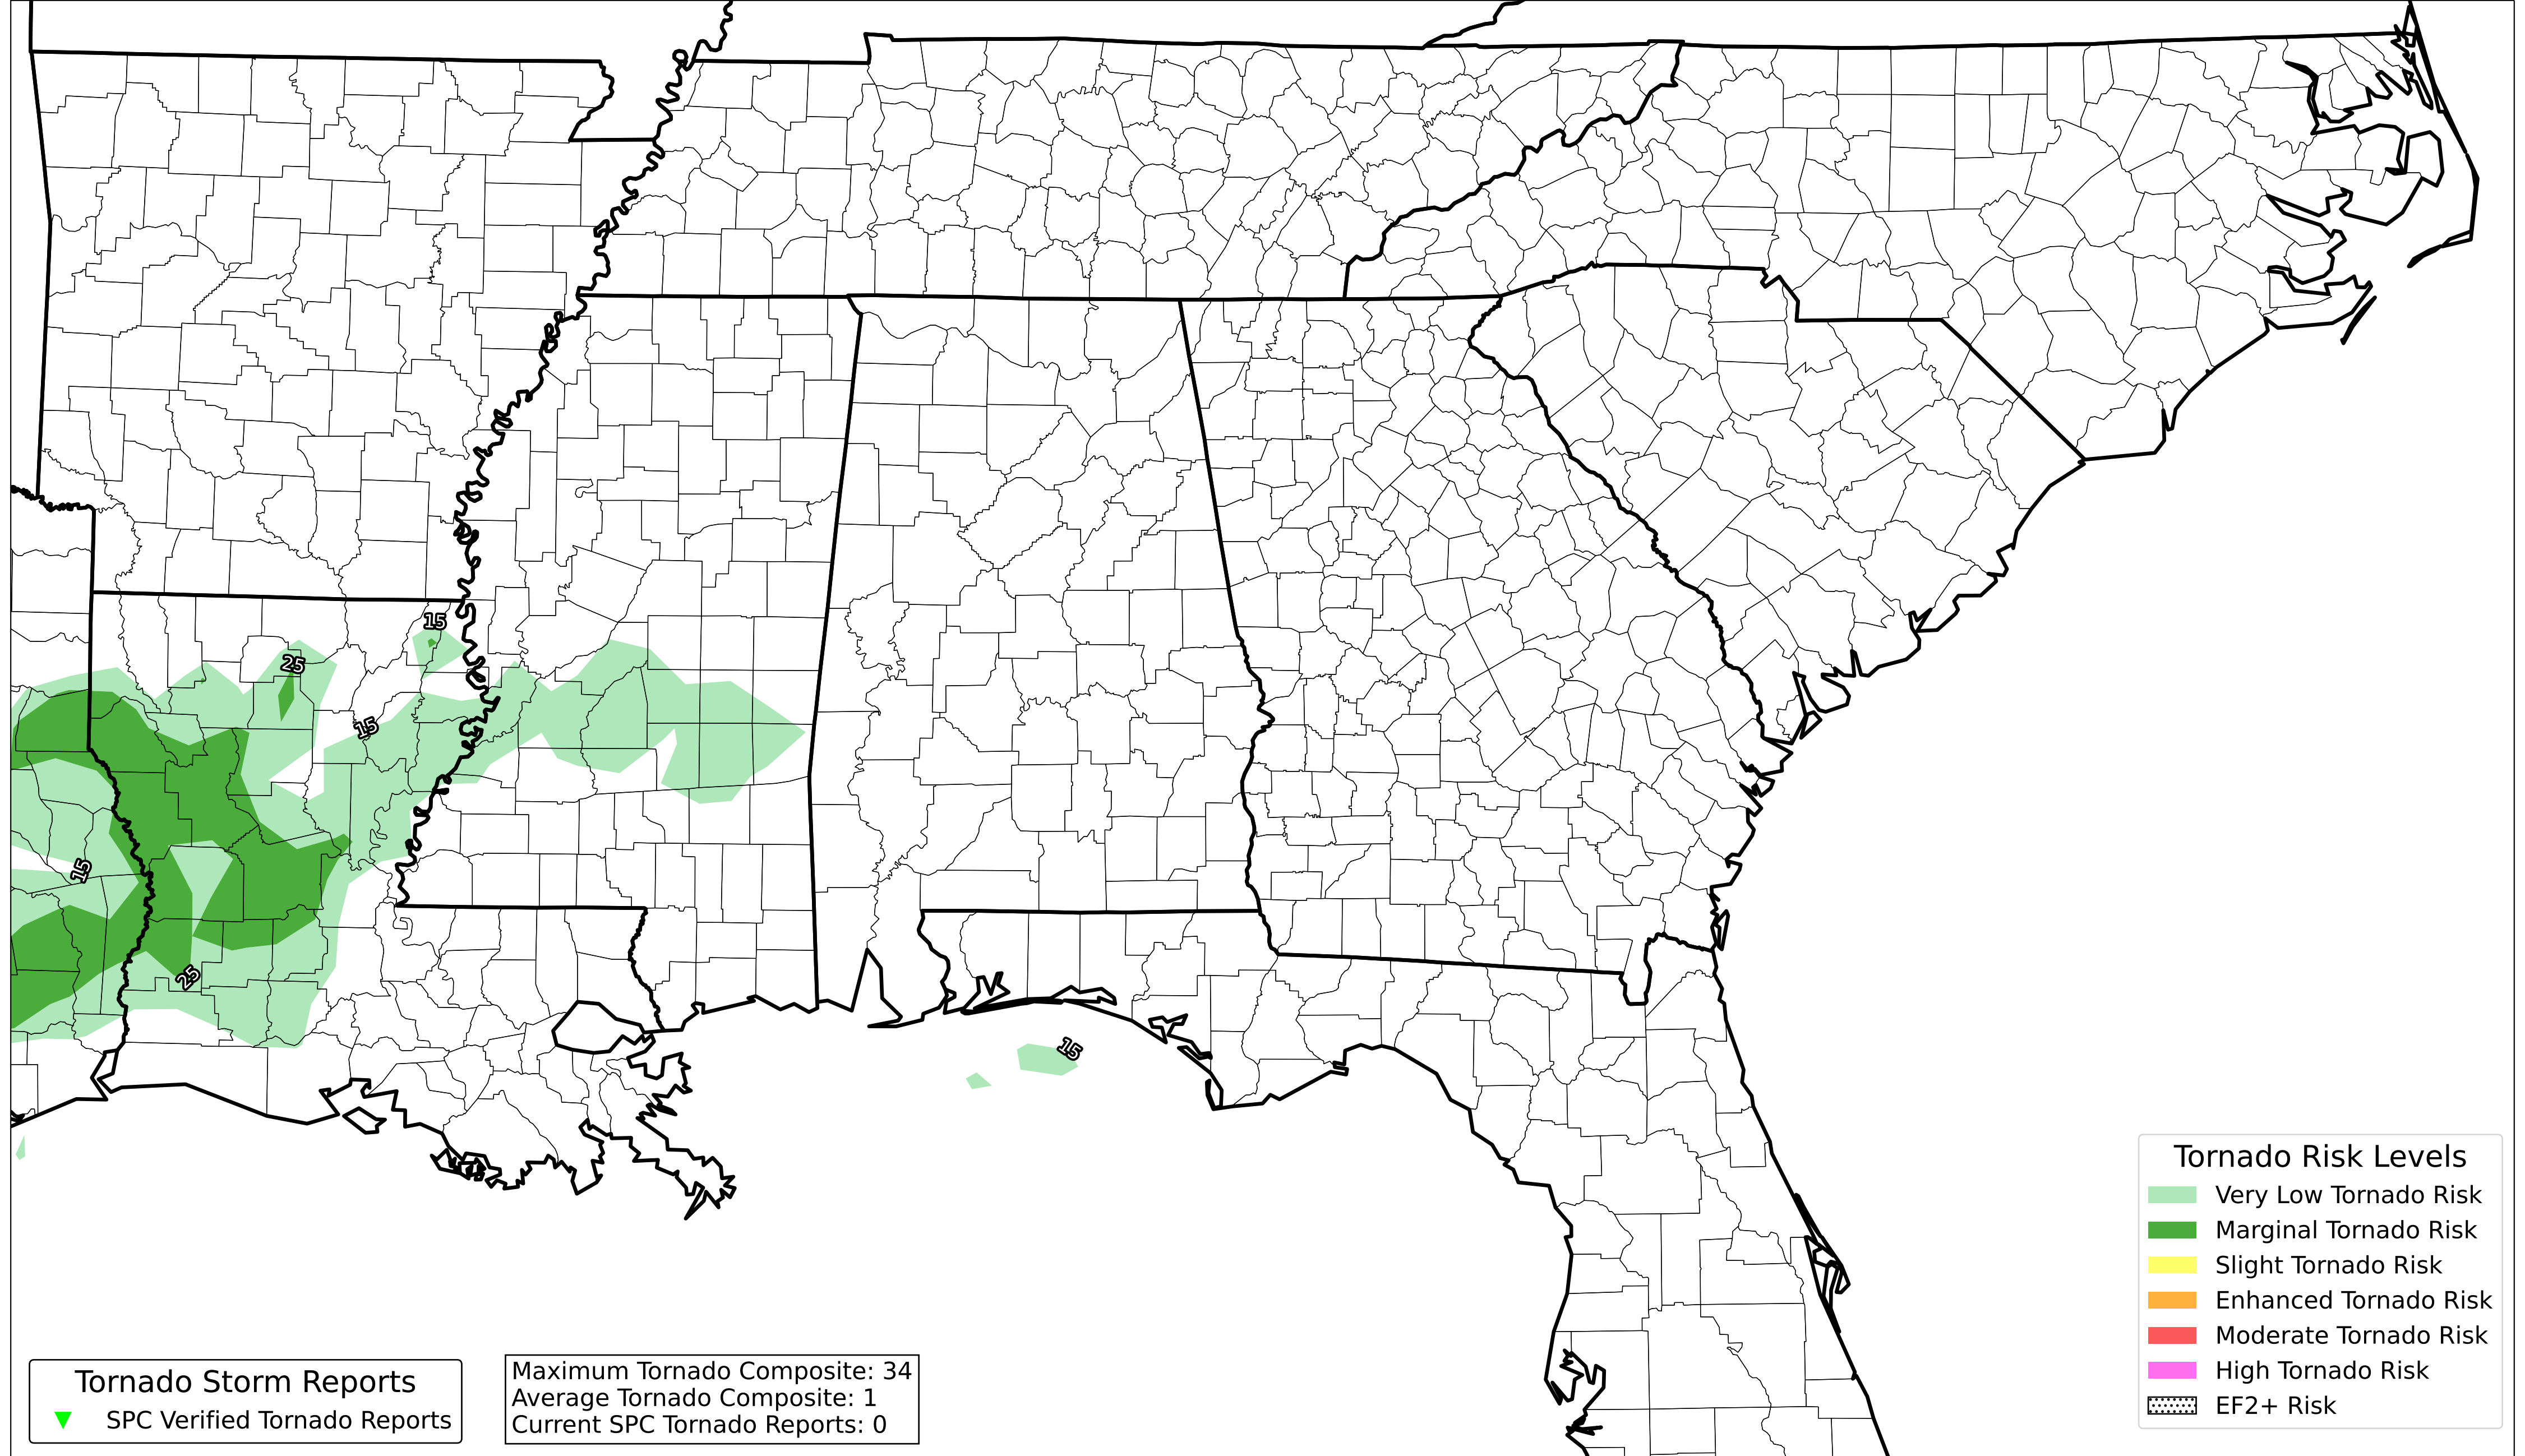 15
25
15
15
25
15
Tornado Risk Levels
Very Low Tornado Risk
Marginal Tornado Risk
Slight Tornado Risk
Enhanced Tornado Risk
Moderate Tornado Risk
High Tornado Risk
EF2+ Risk
Tornado Storm Reports
SPC Verified Tornado Reports
Maximum Tornado Composite: 34
Average Tornado Composite: 1
Current SPC Tornado Reports: 0